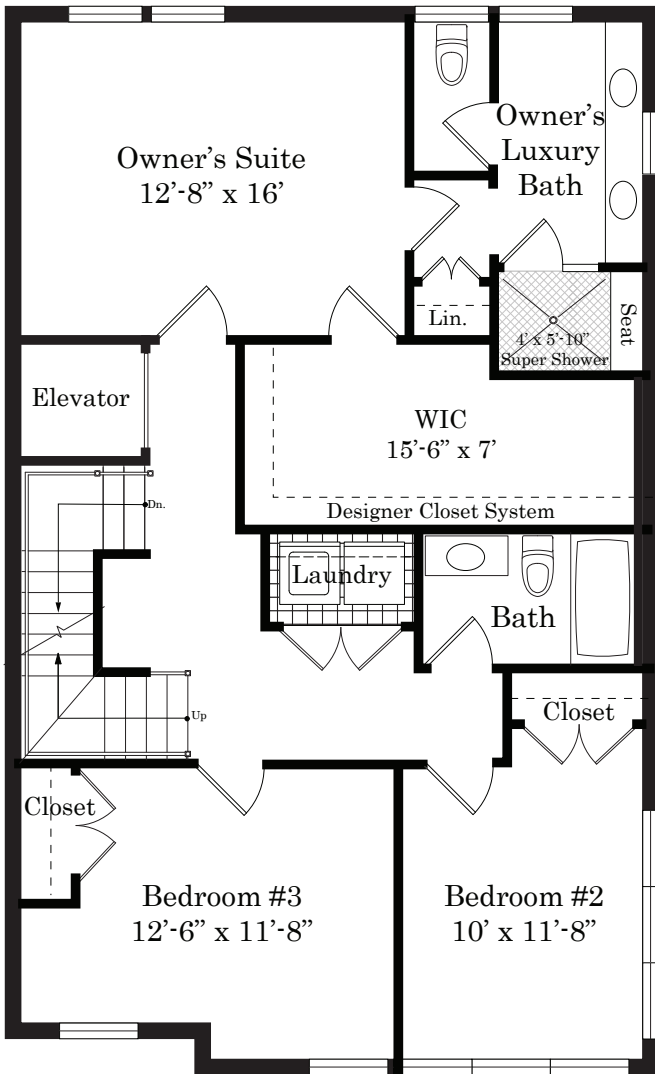 Owner's Suite
12'-8" x 16'
Owner's
Luxury
Bath
Lin.
4' x 5'-10"
Super Shower
Seat
Elevator
WIC
15'-6" x 7'
Designer Closet System
Dn.
Laundry
Bath
Up
Closet
Closet
Bedroom #3
12'-6" x 11'-8"
Bedroom #2
10' x 11'-8"